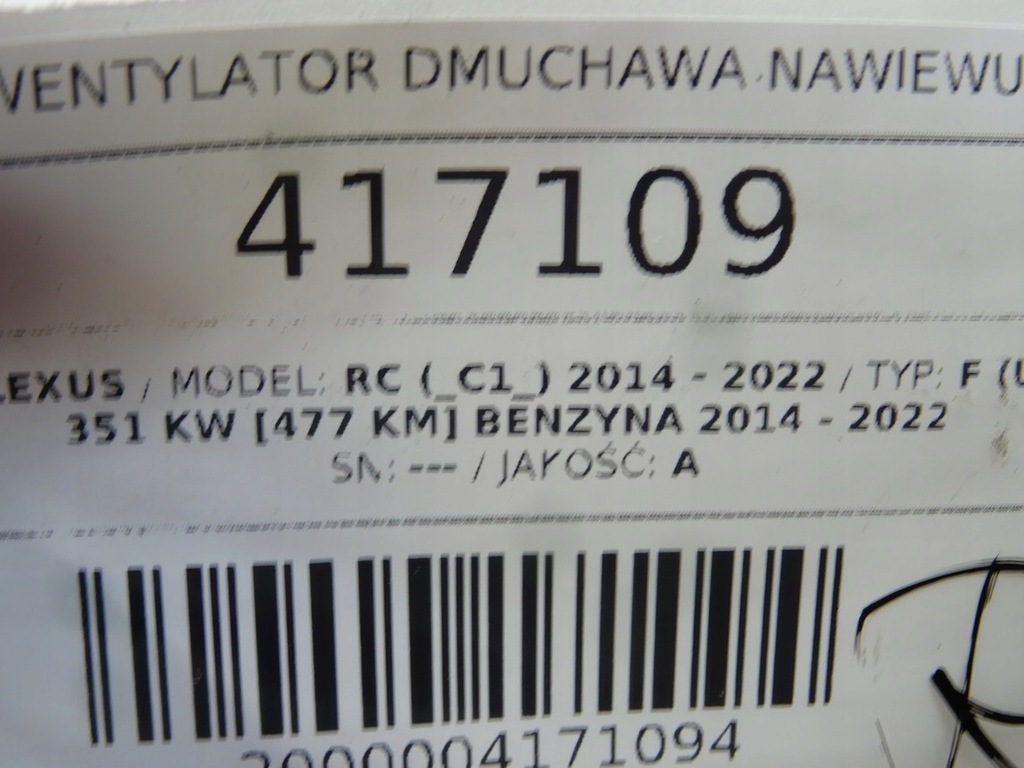 WENTYLATOR DMUCHAWA NAWIEWU
417109
LEXUS / MODEL: RC (_C1_) 2014 - 2022 / TYP: F (U
351 KW [477 KM] BENZYNA 2014 - 2022
SN: --- / JAKOŚĆ: A
2000004171094